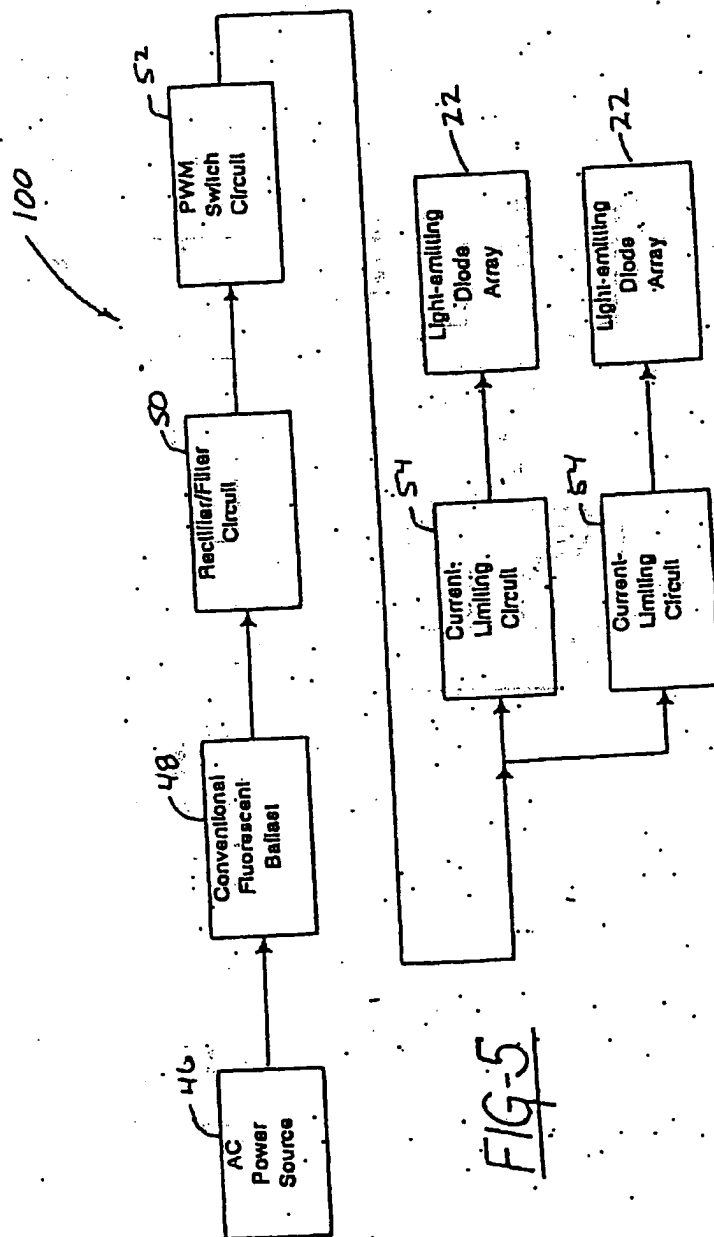 100
46
AC
Power
Source
48
Conventional
Fluorescent
Ballast
50
Rectifier/Filter
Circuit
52
PWM
Switch
Circuit
54
Current-
Limiting
Circuit
22
Light-emitting
Diode
Array
54
Current-
Limiting
Circuit
22
Light-emitting
Diode
Array
FIG-5